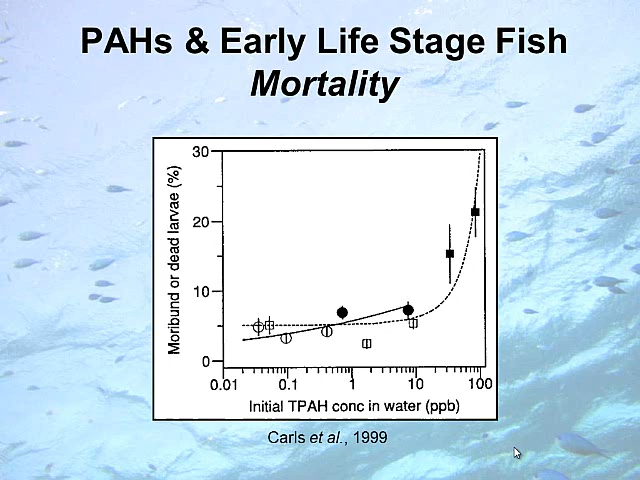 PAHs & Early Life Stage Fish
Mortality
30
20
10
0
Moribund or dead larvae (%)
0.01 0.1 1 10 100
Initial TPAH conc in water (ppb)
Carls et al., 1999